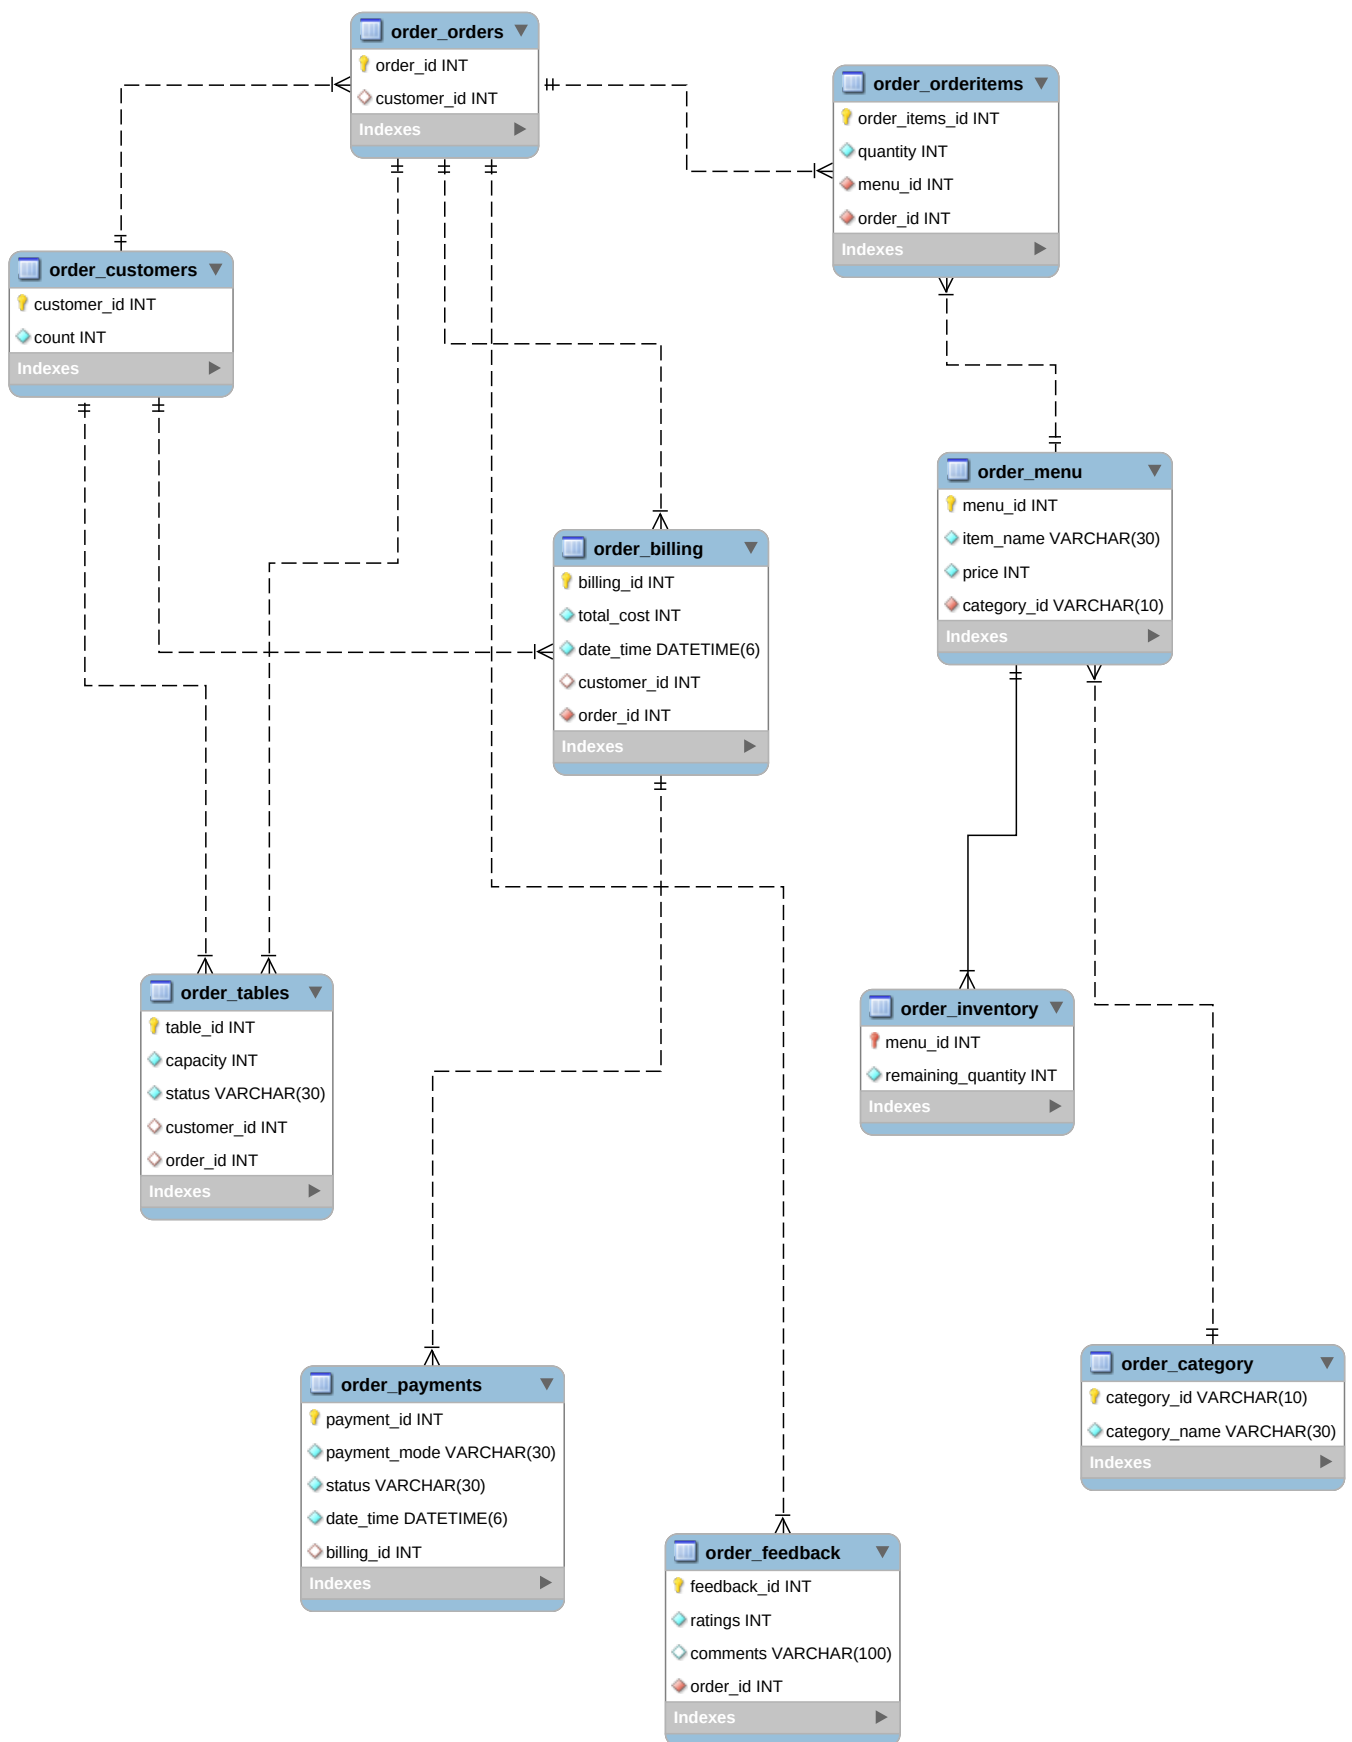 order_orders
order_id INT
customer_id INT
Indexes
order_orderitems
order_items_id INT
quantity INT
menu_id INT
order_id INT
Indexes
order_customers
customer_id INT
count INT
Indexes
order_menu
menu_id INT
item_name VARCHAR(30)
price INT
category_id VARCHAR(10)
Indexes
order_billing
billing_id INT
total_cost INT
date_time DATETIME(6)
customer_id INT
order_id INT
Indexes
order_tables
table_id INT
capacity INT
status VARCHAR(30)
customer_id INT
order_id INT
Indexes
order_inventory
menu_id INT
remaining_quantity INT
Indexes
order_category
category_id VARCHAR(10)
category_name VARCHAR(30)
Indexes
order_payments
payment_id INT
payment_mode VARCHAR(30)
status VARCHAR(30)
date_time DATETIME(6)
billing_id INT
Indexes
order_feedback
feedback_id INT
ratings INT
comments VARCHAR(100)
order_id INT
Indexes